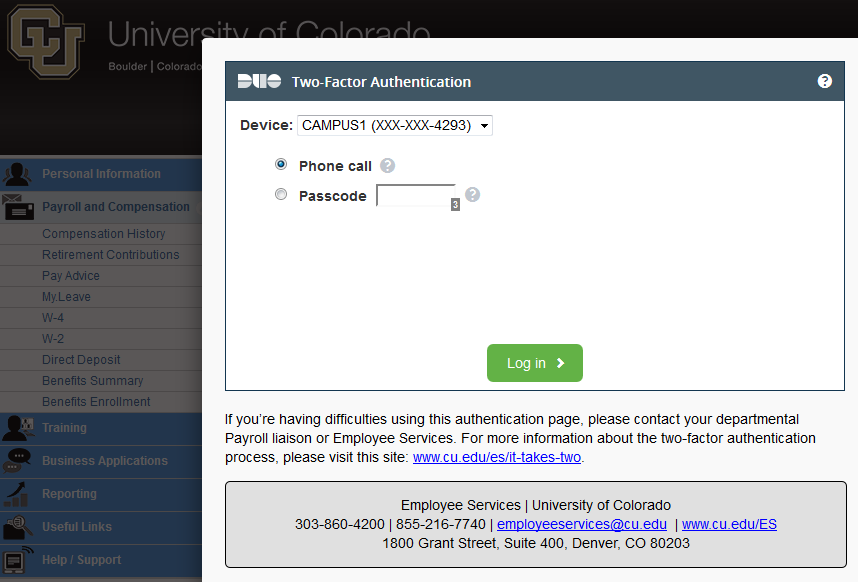 CU
University of Colorado
Boulder | Colorado
Personal Information
Payroll and Compensation
Compensation History
Retirement Contributions
Pay Advice
My.Leave
W-4
W-2
Direct Deposit
Benefits Summary
Benefits Enrollment
Training
Business Applications
Reporting
Useful Links
Help / Support
DUO Two-Factor Authentication ?
Device: CAMPUS1 (XXX-XXX-4293)
Phone call ?
Passcode 3 ?
Log in
If you're having difficulties using this authentication page, please contact your departmental
Payroll liaison or Employee Services. For more information about the two-factor authentication
process, please visit this site: www.cu.edu/es/it-takes-two.
Employee Services | University of Colorado
303-860-4200 | 855-216-7740 | employeeservices@cu.edu | www.cu.edu/ES
1800 Grant Street, Suite 400, Denver, CO 80203